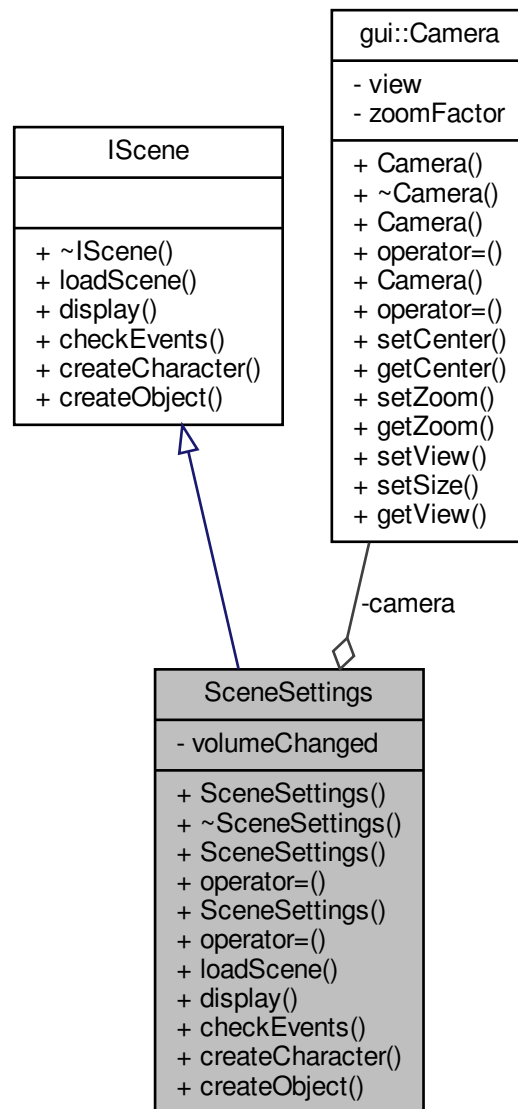 gui::Camera
- view
- zoomFactor
+ Camera()
+ ~Camera()
+ Camera()
+ operator=()
+ Camera()
+ operator=()
+ setCenter()
+ getCenter()
+ setZoom()
+ getZoom()
+ setView()
+ setSize()
+ getView()
IScene
+ ~IScene()
+ loadScene()
+ display()
+ checkEvents()
+ createCharacter()
+ createObject()
-camera
SceneSettings
- volumeChanged
+ SceneSettings()
+ ~SceneSettings()
+ SceneSettings()
+ operator=()
+ SceneSettings()
+ operator=()
+ loadScene()
+ display()
+ checkEvents()
+ createCharacter()
+ createObject()